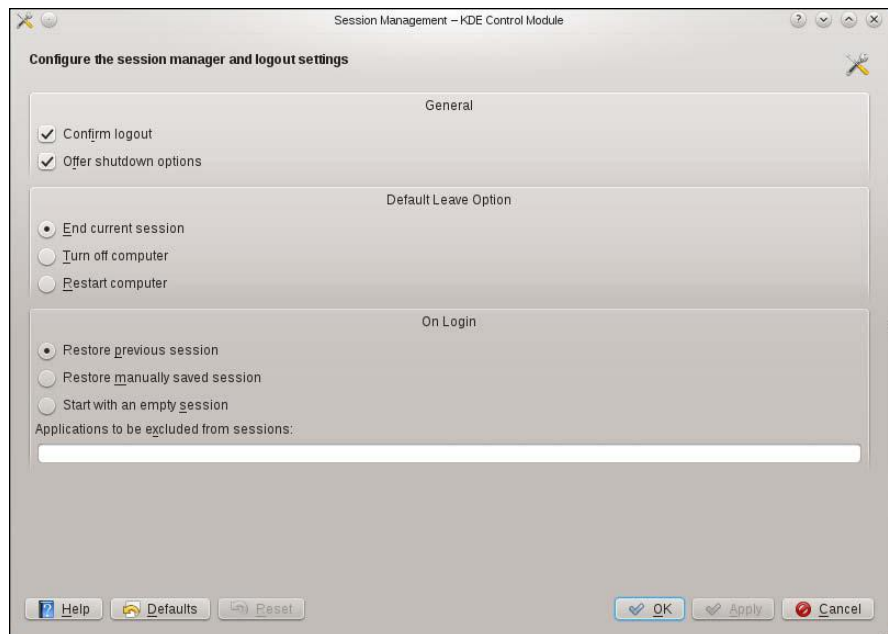 Session Management – KDE Control Module
Configure the session manager and logout settings
General
Confirm logout
Offer shutdown options
Default Leave Option
End current session
Turn off computer
Restart computer
On Login
Restore previous session
Restore manually saved session
Start with an empty session
Applications to be excluded from sessions:
Help Defaults Reset OK Apply Cancel